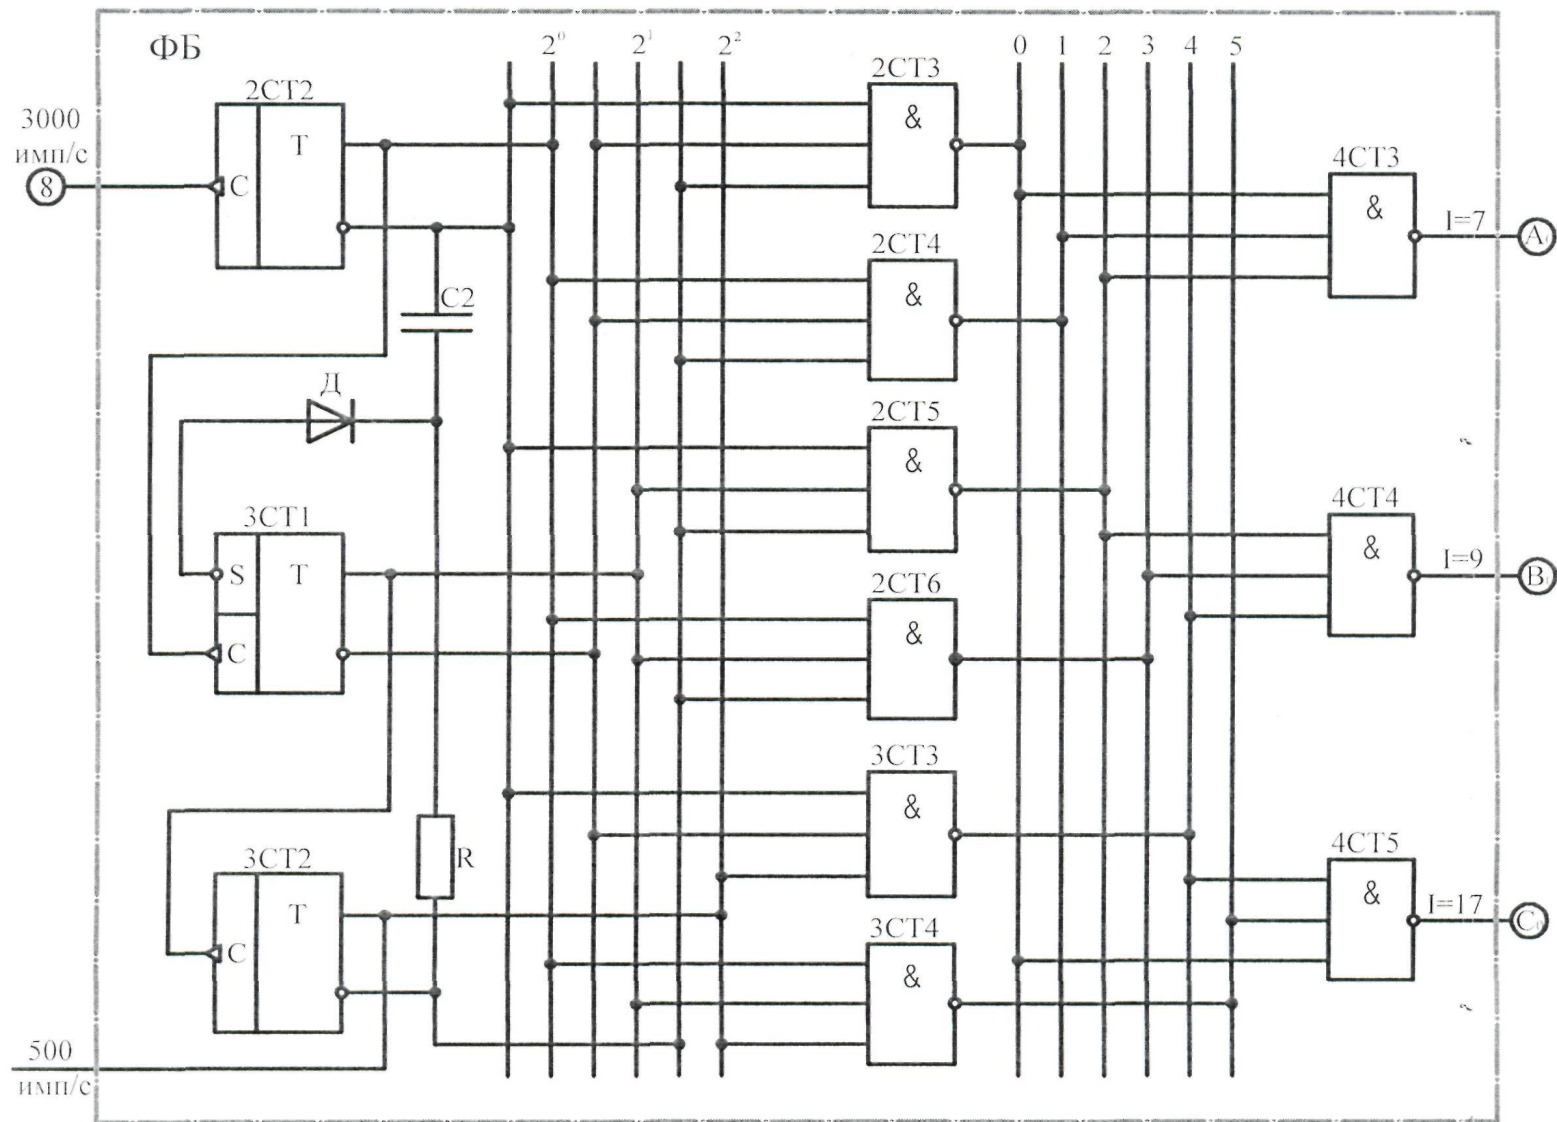 ФБ
2⁰ 2¹ 2² 0 1 2 3 4 5
2СТ2
2СТ3
3000
имп/с
8
С
Т
&
4СТ3
&
I=7
2СТ4
&
С2
Д
2СТ5
&
4СТ4
&
I=9
3СТ1
S
Т
С
2СТ6
&
3СТ3
&
3СТ2
Т
С
R
4СТ5
&
I=17
3СТ4
&
500
имп/с